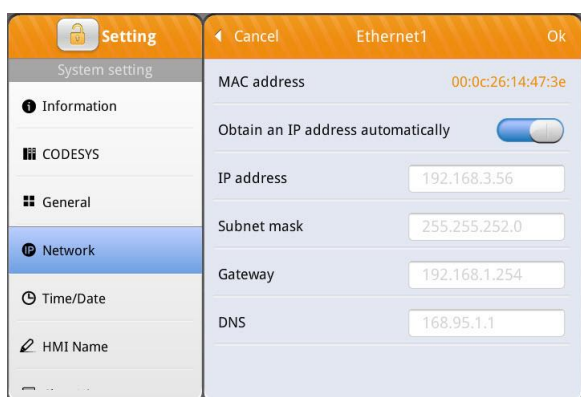 Setting
System setting
Information
CODESYS
General
Network
Time/Date
HMI Name
Cancel Ethernet1 Ok
MAC address 00:0c:26:14:47:3e
Obtain an IP address automatically
IP address 192.168.3.56
Subnet mask 255.255.252.0
Gateway 192.168.1.254
DNS 168.95.1.1